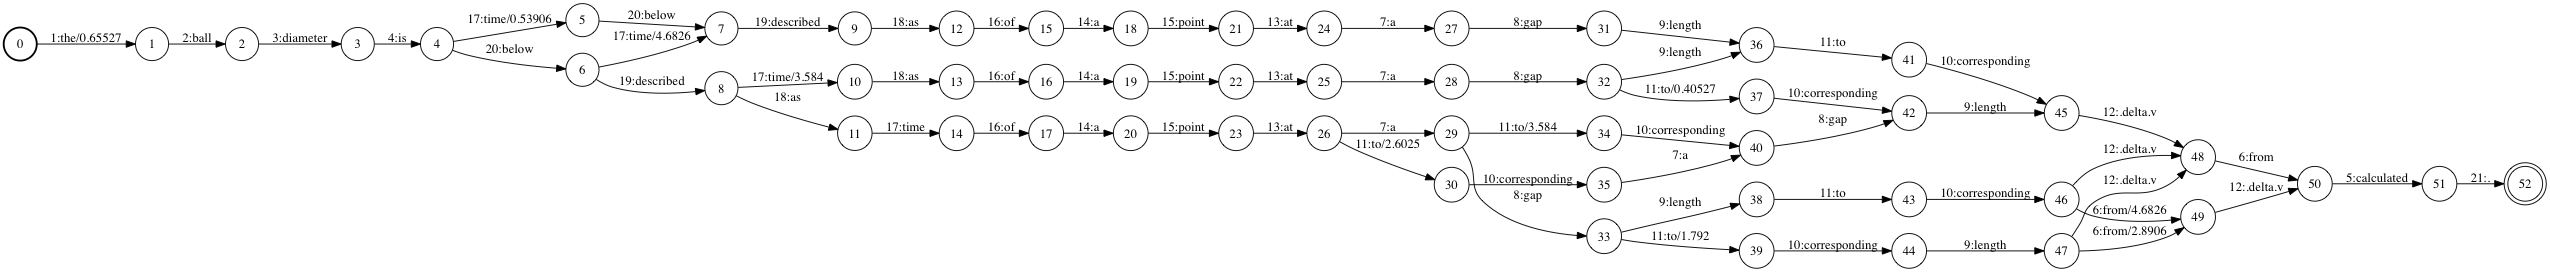 0 1:the/0.65527 1 2:ball 2 3:diameter 3 4:is 4
17:time/0.53906 5 20:below 7 19:described 9 18:as 12 16:of 15 14:a 18 15:point 21 13:at 24 7:a 27 8:gap 31 9:length 36 11:to 41 10:corresponding 45
20:below 6 17:time/4.6826
19:described 8 17:time/3.584 10 18:as 13 16:of 16 14:a 19 15:point 22 13:at 25 7:a 28 8:gap 32 9:length
11:to/0.40527 37 10:corresponding 42 9:length 12:.delta.v
18:as 11 17:time 14 16:of 17 14:a 20 15:point 23 13:at 26 7:a 29 11:to/3.584 34 10:corresponding 40 8:gap
11:to/2.6025 30 10:corresponding 35 7:a
8:gap 33 9:length 38 11:to 43 10:corresponding 46 12:.delta.v 48 6:from 50 5:calculated 51 21:. 52
6:from/4.6826 49 12:.delta.v
11:to/1.792 39 10:corresponding 44 9:length 47 12:.delta.v
6:from/2.8906